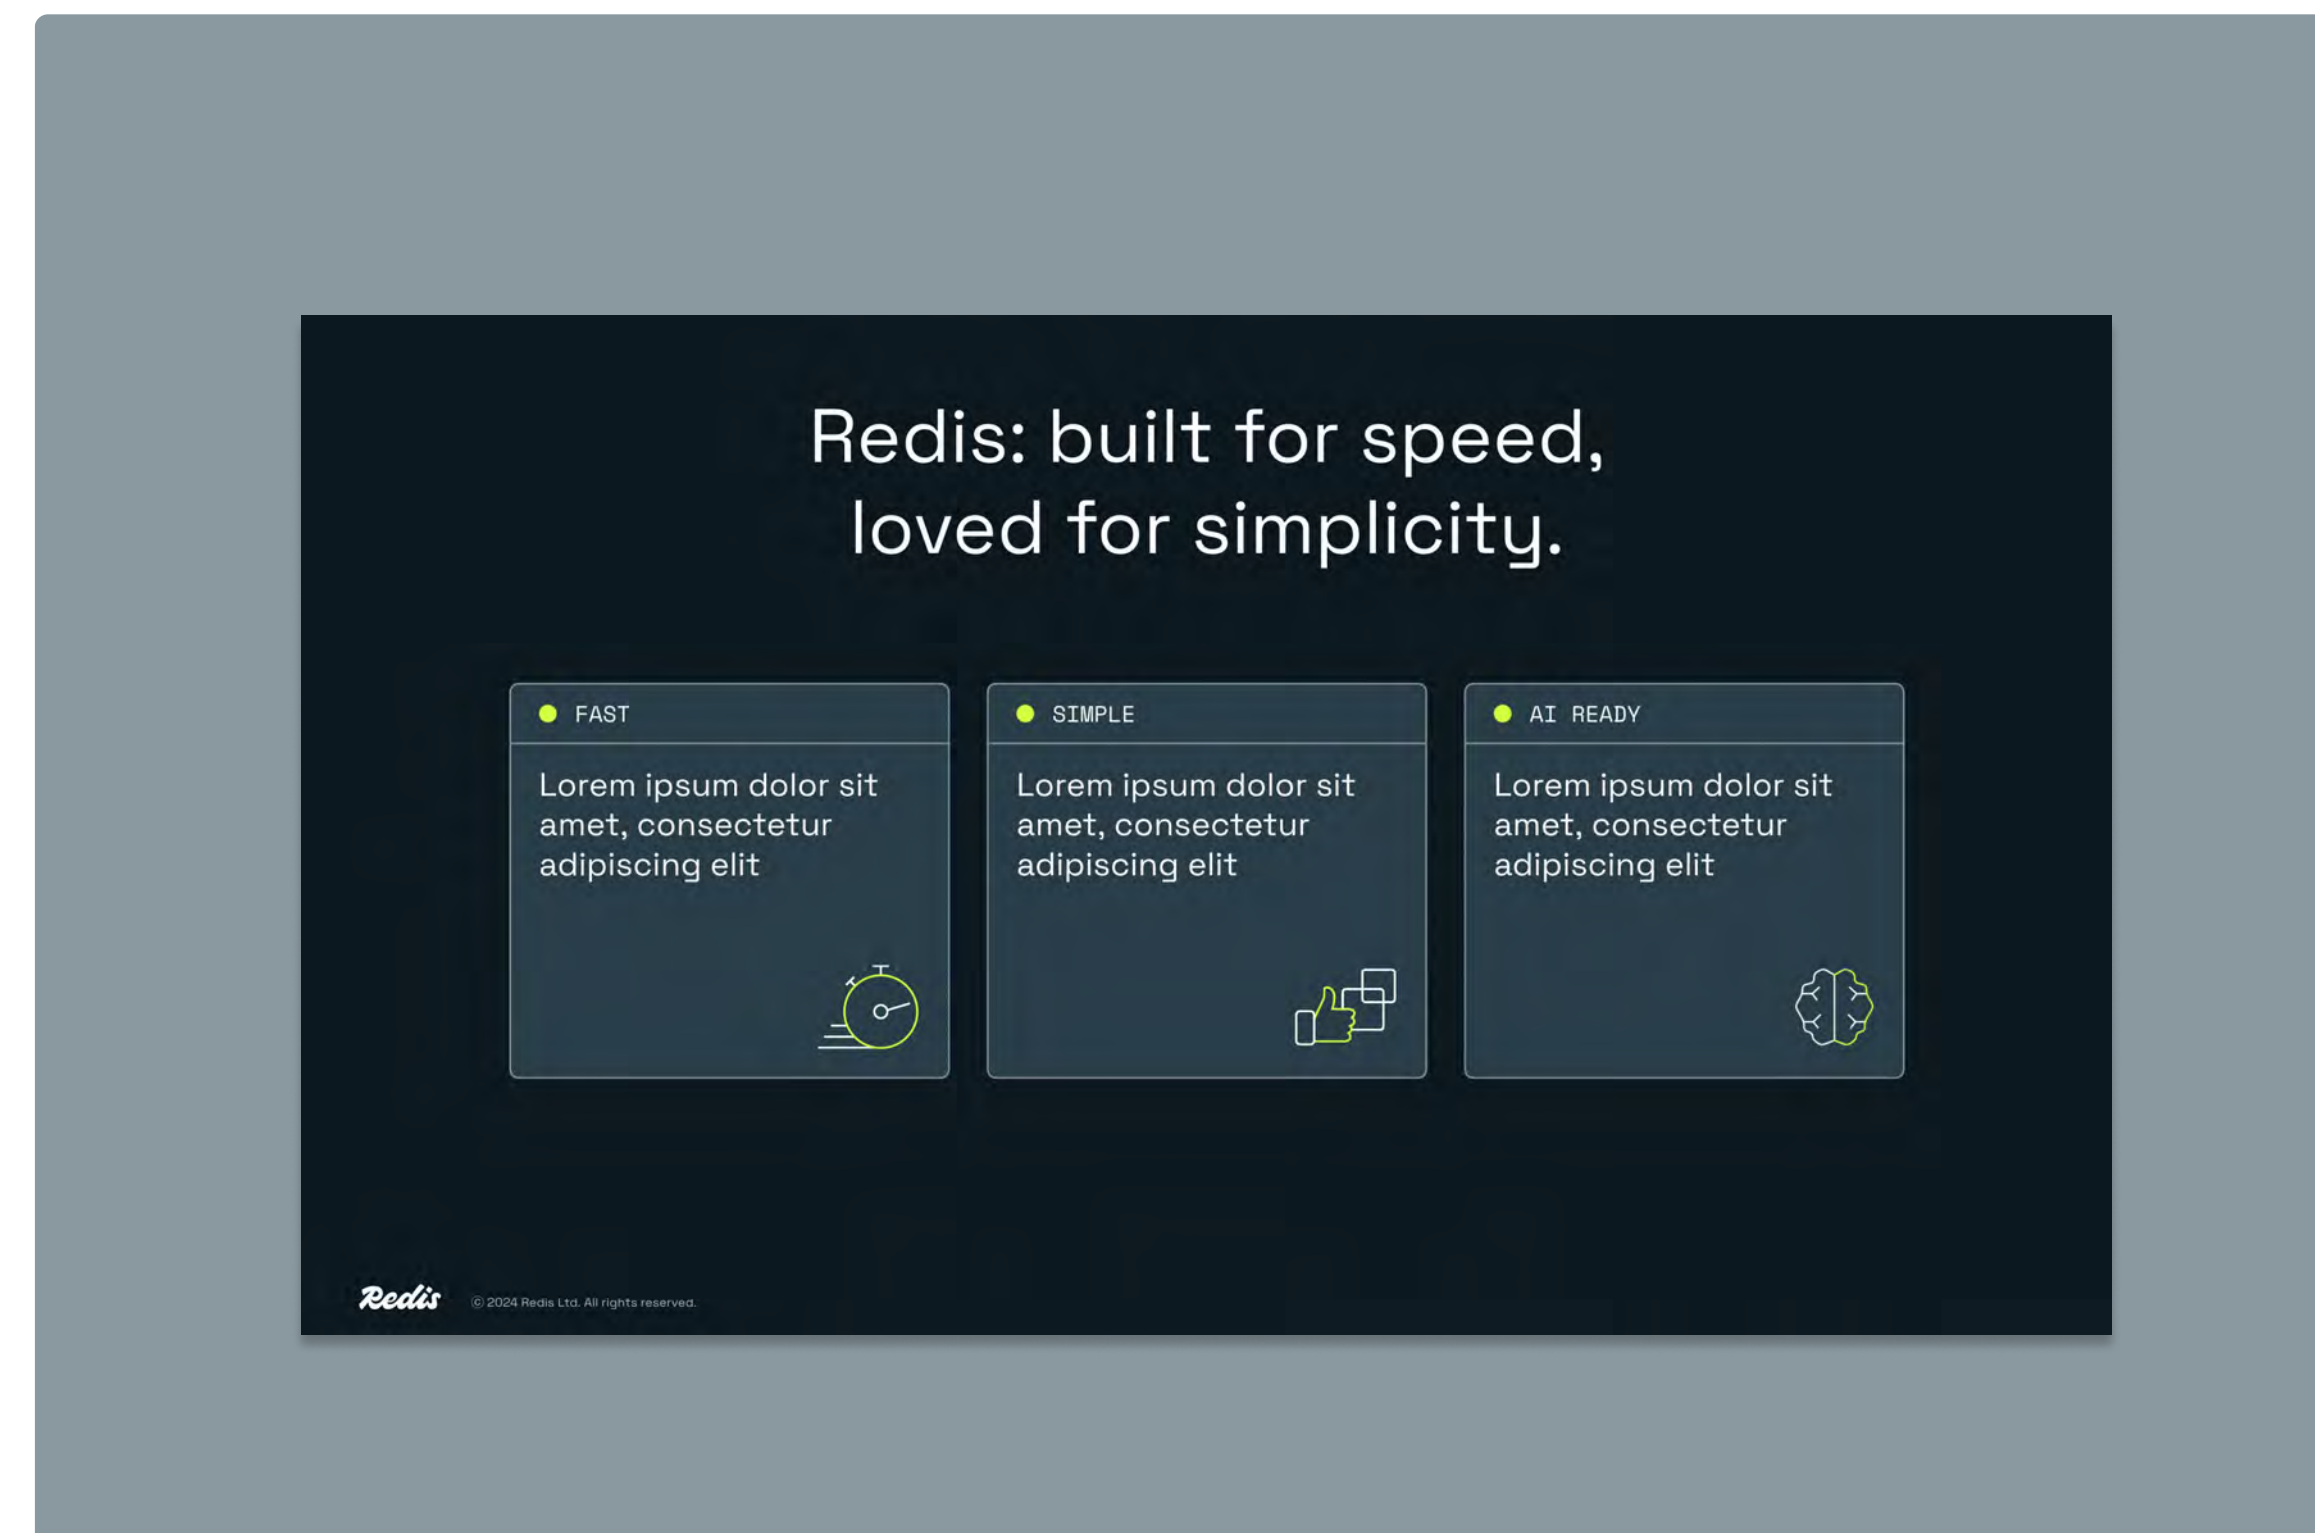 Redis: built for speed,
loved for simplicity.
FAST
Lorem ipsum dolor sit
amet, consectetur
adipiscing elit
SIMPLE
Lorem ipsum dolor sit
amet, consectetur
adipiscing elit
AI READY
Lorem ipsum dolor sit
amet, consectetur
adipiscing elit
Redis
© 2024 Redis Ltd. All rights reserved.